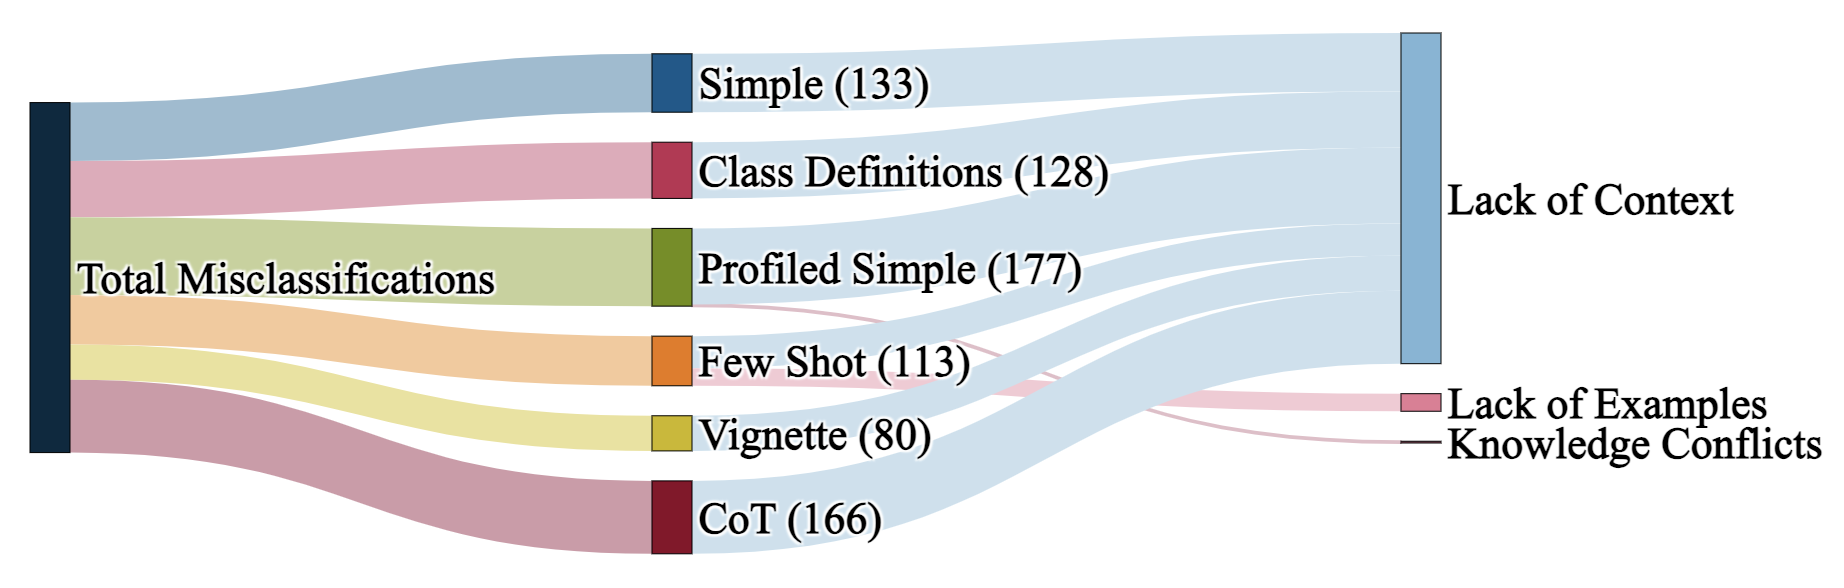 Total Misclassifications
Simple (133)
Class Definitions (128)
Profiled Simple (177)
Few Shot (113)
Vignette (80)
CoT (166)
Lack of Context
Lack of Examples
Knowledge Conflicts